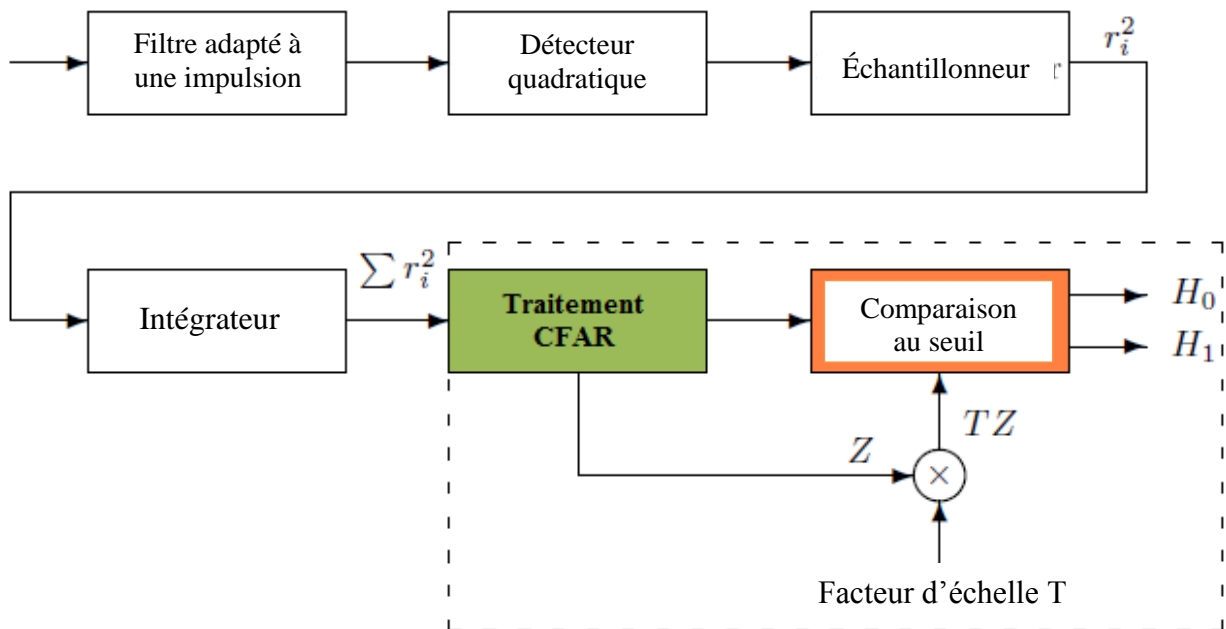 Filtre adapté à
une impulsion
Détecteur
quadratique
Échantillonneur r
r_i^2
Intégrateur
∑ r_i^2
Traitement
CFAR
Comparaison
au seuil
H_0
H_1
Z
TZ
×
Facteur d’échelle T